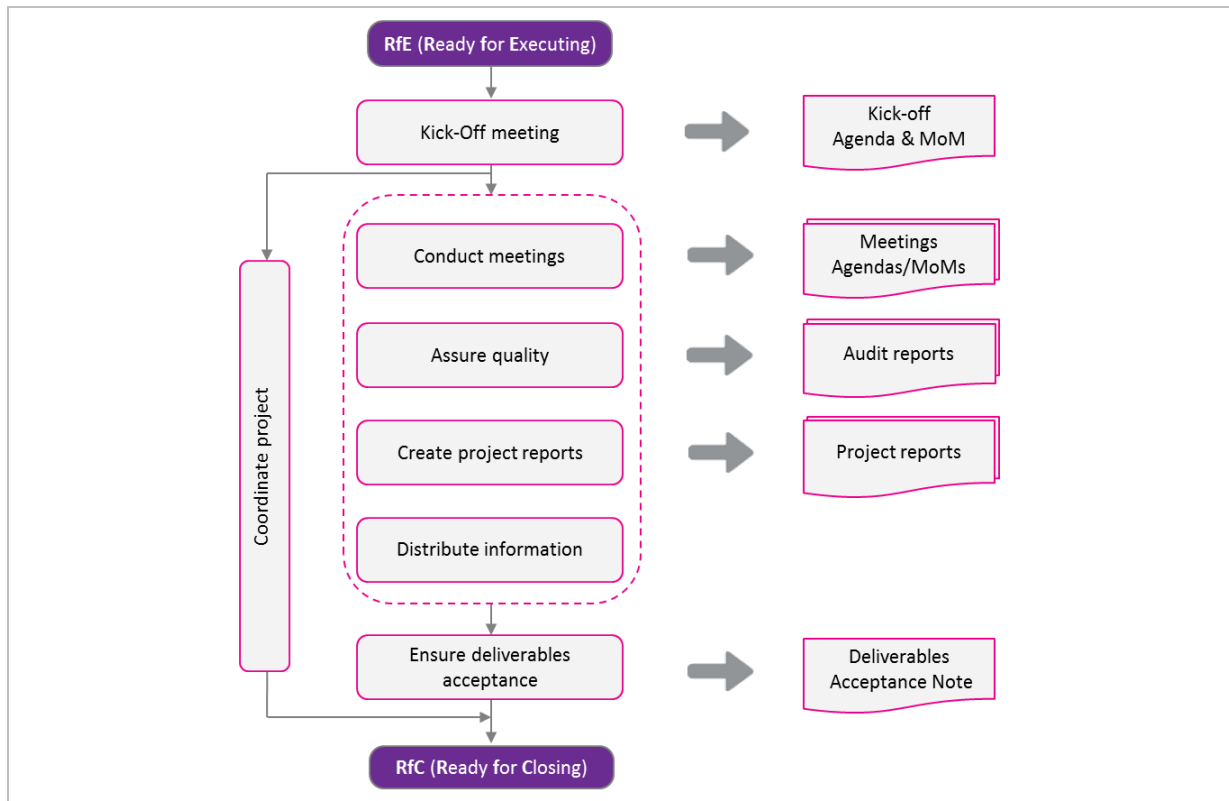 RfE (Ready for Executing)
Kick-Off meeting
Kick-off
Agenda & MoM
Conduct meetings
Meetings
Agendas/MoMs
Assure quality
Audit reports
Coordinate project
Create project reports
Project reports
Distribute information
Ensure deliverables
acceptance
Deliverables
Acceptance Note
RfC (Ready for Closing)